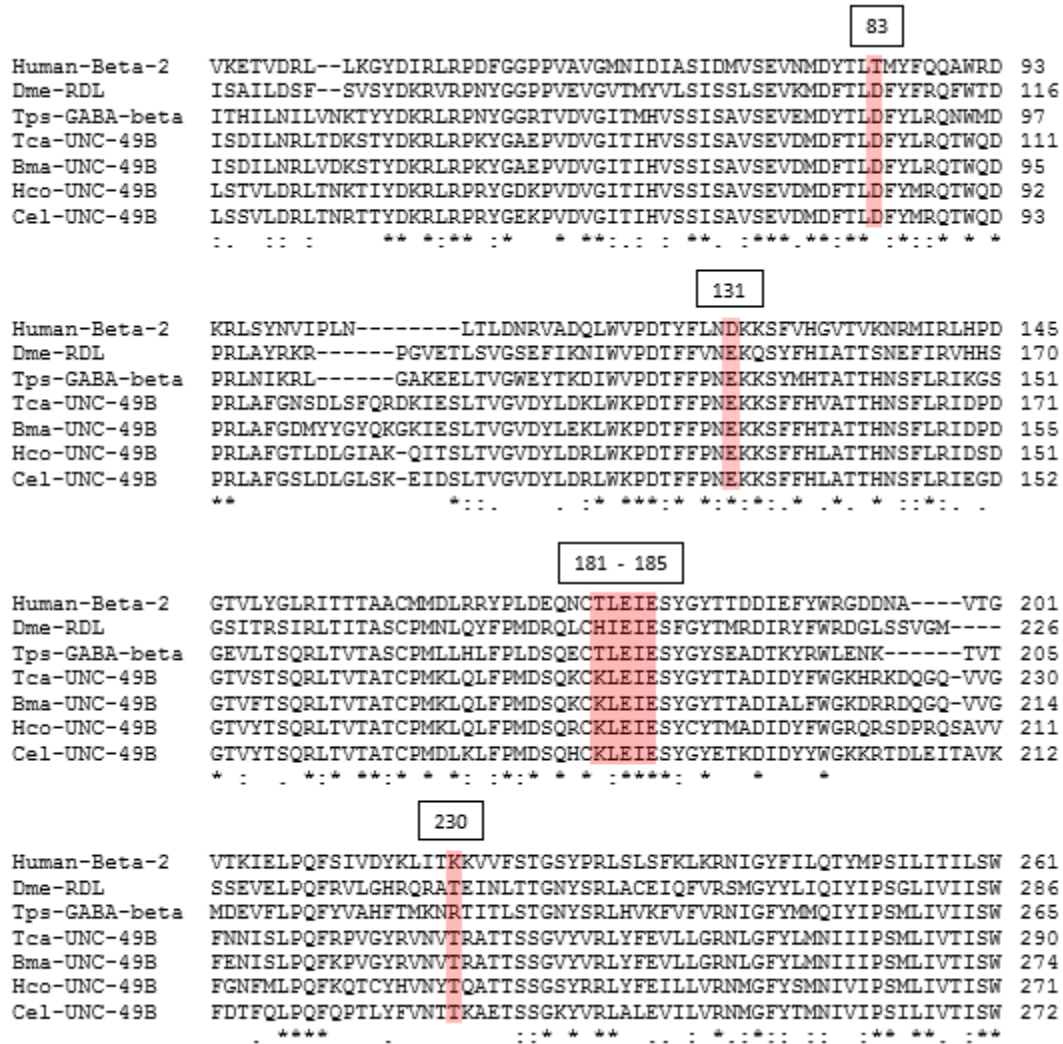 83
Human-Beta-2 VKETVDRL--LKGYDIRLRPDFGGPPVAVGMNIDIASIDMVSEVNMDYTLTMYFQQAWRD 93
Dme-RDL ISAILDSF--SVSYDKRVRPNYGGPPVEVGVTMYVLSISSLSEVKMDFTLDFYFRQFWTD 116
Tps-GABA-beta ITHILNILVNKTYYDKRLRPNYGGRTVDVGITMHVSSISAVSEVEMDYTLDFYLRQNWMD 97
Tca-UNC-49B ISDILNRLTDKSTYDKRLRPKYGAEPVDVGITIHVSSISAVSEVDMDFTLDFYLRQTWQD 111
Bma-UNC-49B ISDILNRLVDKSTYDKRLRPKYGAEPVDVGITIHVSSISAVSEVDMDFTLDFYLRQTWQD 95
Hco-UNC-49B LSTVLDRLTNKTIYDKRLRPRYGDKPVDVGITIHVSSISAVSEVDMDFTLDFYMRQTWQD 92
Cel-UNC-49B LSSVLDRLTNRTTYDKRLRPRYGEKPVDVGITIHVSSISAVSEVDMDFTLDFYMRQTWQD 93
:.  :: :     ** *:** :*   * **:.: : **. :***.**:** :*::* * *
131
Human-Beta-2 KRLSYNVIPLN--------LTLDNRVADQLWVPDTYFLNDKKSFVHGVTVKNRMIRLHPD 145
Dme-RDL PRLAYRKR------PGVETLSVGSEFIKNIWVPDTFFVNEKQSYFHIATTSNEFIRVHHS 170
Tps-GABA-beta PRLNIKRL------GAKEELTVGWEYTKDIWVPDTFFPNEKKSYMHTATTHNSFLRIKGS 151
Tca-UNC-49B PRLAFGNSDLSFQRDKIESLTVGVDYLDKLWKPDTFFPNEKKSFFHVATTHNSFLRIDPD 171
Bma-UNC-49B PRLAFGDMYYGYQKGKIESLTVGVDYLEKLWKPDTFFPNEKKSFFHTATTHNSFLRIDPD 155
Hco-UNC-49B PRLAFGTLDLGIAK-QITSLTVGVDYLDRLWKPDTFFPNEKKSFFHLATTHNSFLRIDSD 151
Cel-UNC-49B PRLAFGSLDLGLSK-EIDSLTVGVDYLDRLWKPDTFFPNEKKSFFHLATTHNSFLRIEGD 152
**                *::.    . :* ***:* *:*:*:.* .*. * ::*:. .
181 - 185
Human-Beta-2 GTVLYGLRITTTAACMMDLRRYPLDEQNCTLEIESYGYTTDDIEFYWRGDDNA----VTG 201
Dme-RDL GSITRSIRLTITASCPMNLQYFPMDRQLCHIEIESFGYTMRDIRYFWRDGLSSVGM---- 226
Tps-GABA-beta GEVLTSQRLTVTASCPMLLHLFPLDSQECTLEIESYGYSEADTKYRWLENK------TVT 205
Tca-UNC-49B GTVSTSQRLTVTATCPMKLQLFPMDSQKCKLEIESYGYTTADIDYFWGKHRKDQGQ-VVG 230
Bma-UNC-49B GTVFTSQRLTVTATCPMKLQLFPMDSQKCKLEIESYGYTTADIALFWGKDRRDQGQ-VVG 214
Hco-UNC-49B GTVYTSQRLTVTATCPMKLQLFPMDSQRCKLEIESYCYTMADIDYFWGRQRSDPRQSAVV 211
Cel-UNC-49B GTVYTSQRLTVTATCPMDLKLFPMDSQHCKLEIESYGYETKDIDYYWGKKRTDLEITAVK 212
* :  . *:* **:* * * :*:* * * :****: *   *    *
230
Human-Beta-2 VTKIELPQFSIVDYKLITKKVVFSTGSYPRLSLSFKLKRNIGYFILQTYMPSILITILSW 261
Dme-RDL SSEVELPQFRVLGHRQRATEINLTTGNYSRLACEIQFVRSMGYYLIQIYIPSGLIVIISW 286
Tps-GABA-beta MDEVFLPQFYVAHFTMKNRTITLSTGNYSRLHVKFVFVRNIGFYMMQIYIPSMLIVIISW 265
Tca-UNC-49B FNNISLPQFRPVGYRVNVTRATTSSGVYVRLYFEVLLGRNLGFYLMNIIIPSMLIVTISW 290
Bma-UNC-49B FENISLPQFKPVGYRVNVTRATTSSGVYVRLYFEVLLGRNLGFYLMNIIIPSMLIVTISW 274
Hco-UNC-49B FGNFMLPQFKQTCYHVNYTQATTSSGSYRRLYFEILLVRNMGFYSMNIIIPSMLIVTISW 271
Cel-UNC-49B FDTFQLPQFQPTLYFVNTTKAETSSGKYVRLALEVILVRNMGFYTMNIVIPSMLIVTISW 272
. ****    .         ::* * **  .. : *.:*:: ::  :** **. :**